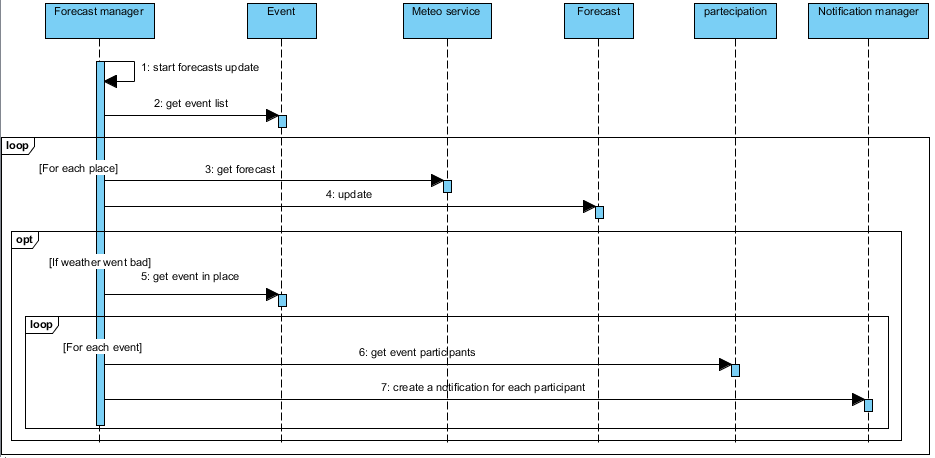 Forecast manager
Event
Meteo service
Forecast
partecipation
Notification manager
1: start forecasts update
2: get event list
loop
[For each place]
3: get forecast
4: update
opt
[If weather went bad]
5: get event in place
loop
[For each event]
6: get event participants
7: create a notification for each participant